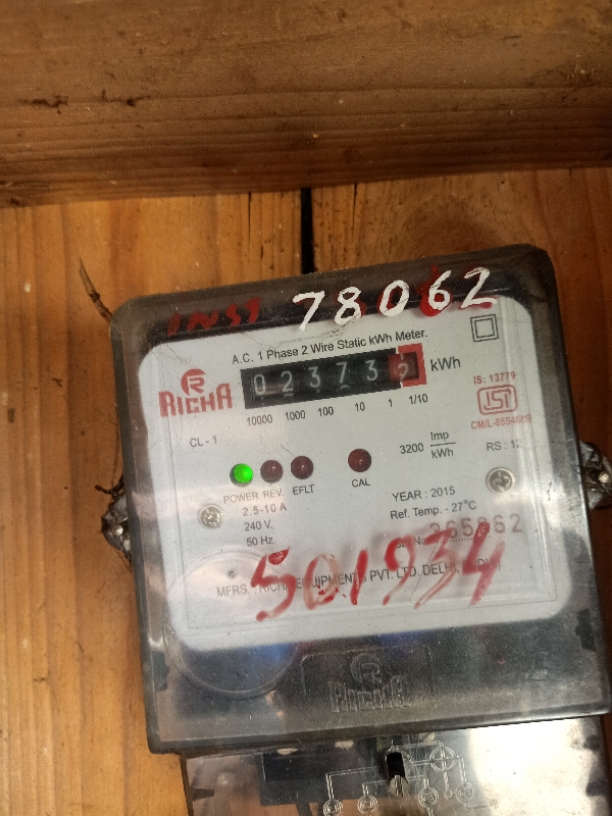 INST 78062
A.C. 1 Phase 2 Wire Static kWh Meter.
RICHA
0 2 3 7 3
kWh
10000 1000 100 10 1 1/10
IS: 13779
ISI
CL - 1
3200 Imp/kWh
RS: 12
POWER REV. EFLT CAL
2.5-10 A
240 V.
50 Hz.
YEAR : 2015
Ref. Temp. - 27°C
501934
MFRS. : PVT. LTD. DELHI
RICHA